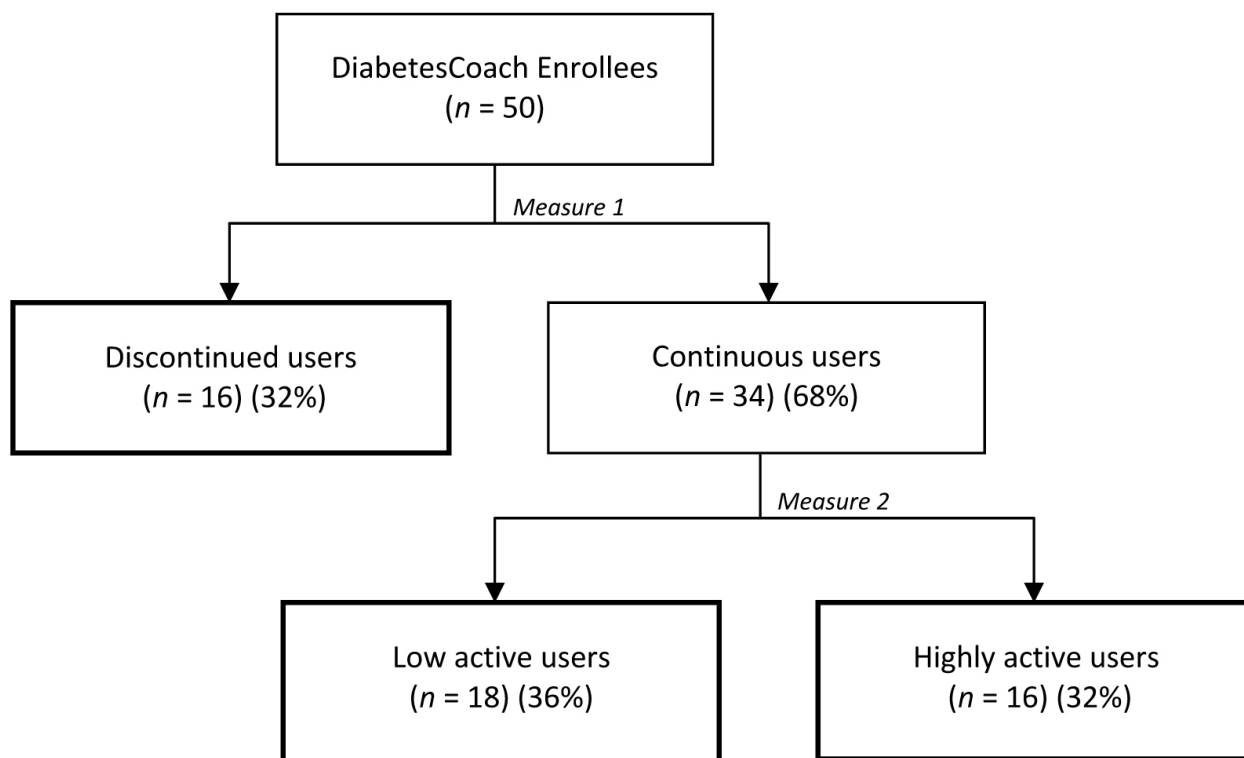 DiabetesCoach Enrollees
(n = 50)
Measure 1
Discontinued users
(n = 16) (32%)
Continuous users
(n = 34) (68%)
Measure 2
Low active users
(n = 18) (36%)
Highly active users
(n = 16) (32%)